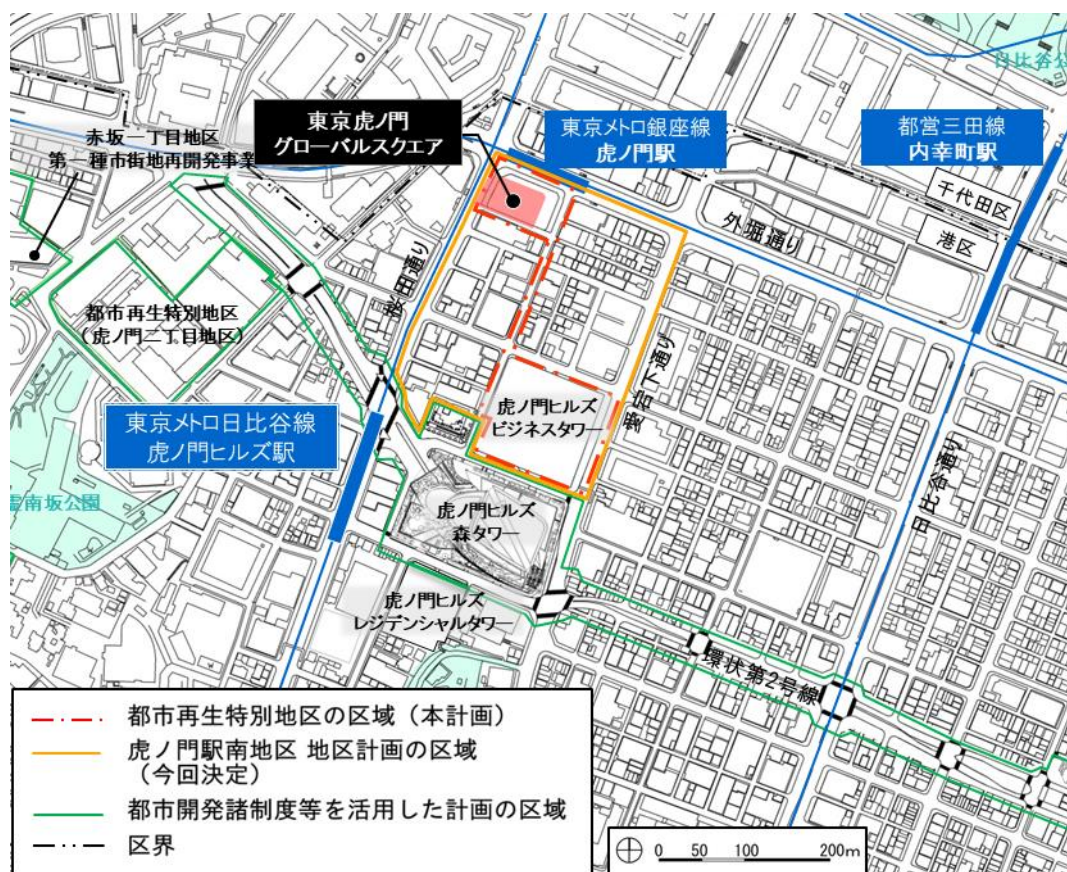 日比谷公
東京虎ノ門
グローバルスクエア
東京メトロ銀座線
虎ノ門駅
都営三田線
内幸町駅
赤坂一丁目地区
第一種市街地再開発事業
千代田区
港区
外堀通り
桜田通り
都市再生特別地区
(虎ノ門二丁目地区)
愛宕下通り
虎ノ門ヒルズ
ビジネスタワー
東京メトロ日比谷線
虎ノ門ヒルズ駅
日比谷通り
霊南坂公園
虎ノ門ヒルズ
森タワー
虎ノ門ヒルズ
レジデンシャルタワー
環状第2号線
都市再生特別地区の区域(本計画)
虎ノ門駅南地区 地区計画の区域
(今回決定)
都市開発諸制度等を活用した計画の区域
区界
0 50 100 200m